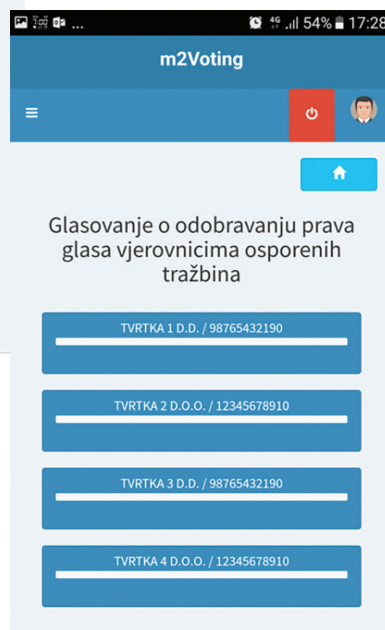 ... 4G 54% 17:28
m2Voting
Glasovanje o odobravanju prava
glasa vjerovnicima osporenih
tražbina
TVRTKA 1 D.D. / 98765432190
TVRTKA 2 D.O.O. / 12345678910
TVRTKA 3 D.D. / 98765432190
TVRTKA 4 D.O.O. / 12345678910